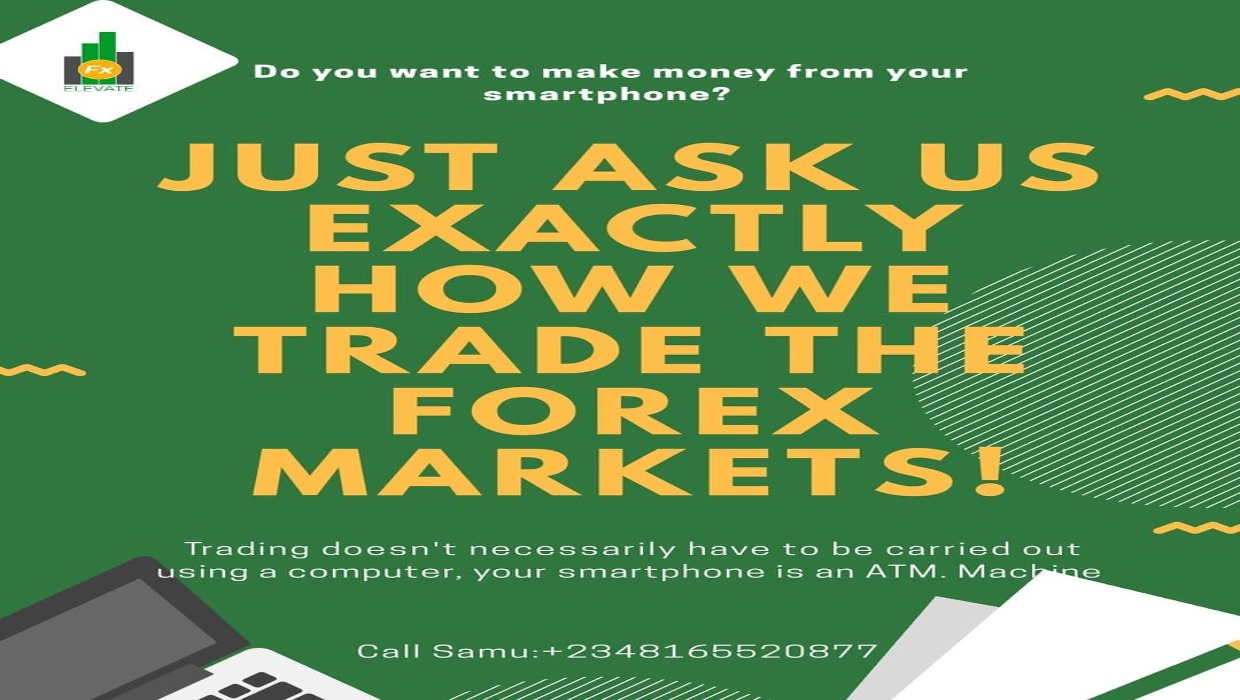 Fx
ELEVATE
Do you want to make money from your
smartphone?
JUST ASK US
EXACTLY
HOW WE
TRADE THE
FOREX
MARKETS!
Trading doesn't necessarily have to be carried out
using a computer, your smartphone is an ATM. Machine
Call Samu:+2348165520877